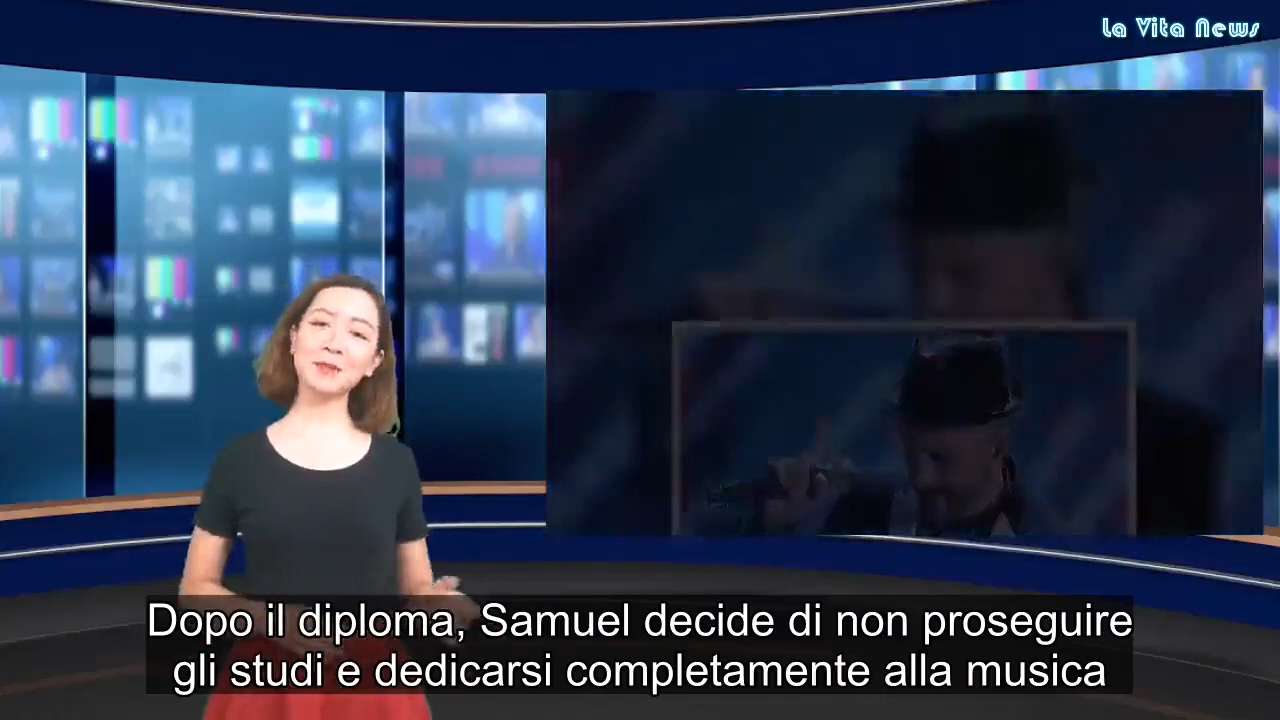 La Vita News
Dopo il diploma, Samuel decide di non proseguire
gli studi e dedicarsi completamente alla musica